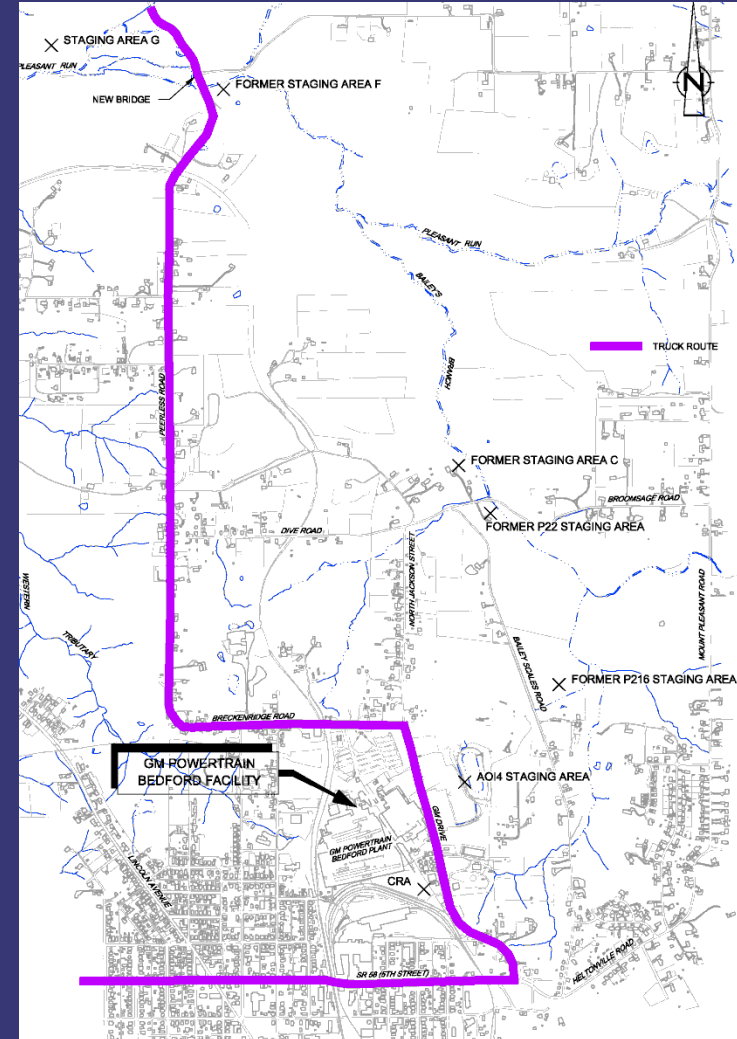 STAGING AREA G
PLEASANT RUN
NEW BRIDGE
FORMER STAGING AREA F
N
PLEASANT RUN
BAILEY'S
BRANCH
TRUCK ROUTE
PEERLESS ROAD
FORMER STAGING AREA C
BROOMSAGE ROAD
FORMER P22 STAGING AREA
DIVE ROAD
NORTH JACKSON STREET
WESTERN
TRIBUTARY
MOUNT PLEASANT ROAD
BAILEY SCALES ROAD
FORMER P216 STAGING AREA
BRECKENRIDGE ROAD
GM POWERTRAIN
BEDFORD FACILITY
AOI4 STAGING AREA
GM DRIVE
GM POWERTRAIN
BEDFORD PLANT
LINCOLN AVENUE
CRA
HELTONVILLE ROAD
SR 58 (5TH STREET)